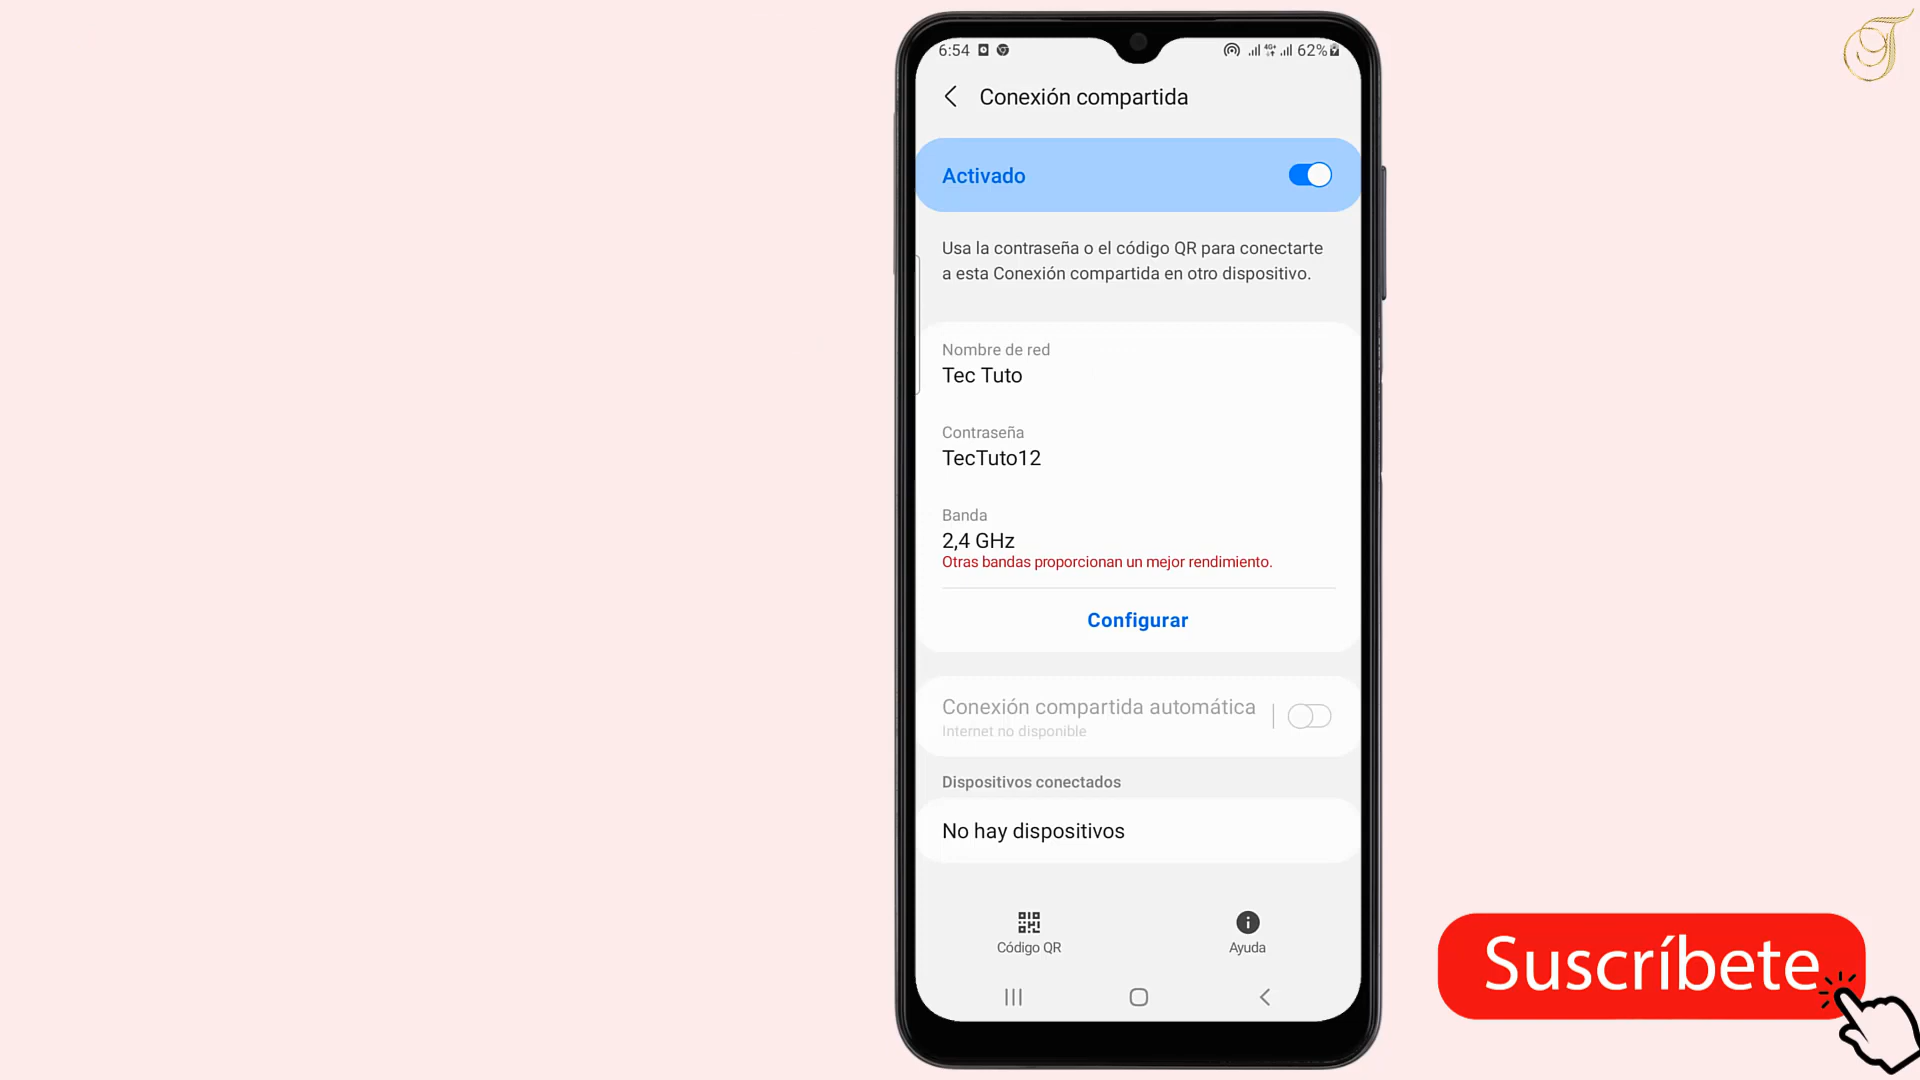 6:54
4G+
62%
Conexión compartida
Activado
Usa la contraseña o el código QR para conectarte
a esta Conexión compartida en otro dispositivo.
Nombre de red
Tec Tuto
Contraseña
TecTuto12
Banda
2,4 GHz
Otras bandas proporcionan un mejor rendimiento.
Configurar
Conexión compartida automática
Internet no disponible
Dispositivos conectados
No hay dispositivos
Código QR
Ayuda
Suscríbete